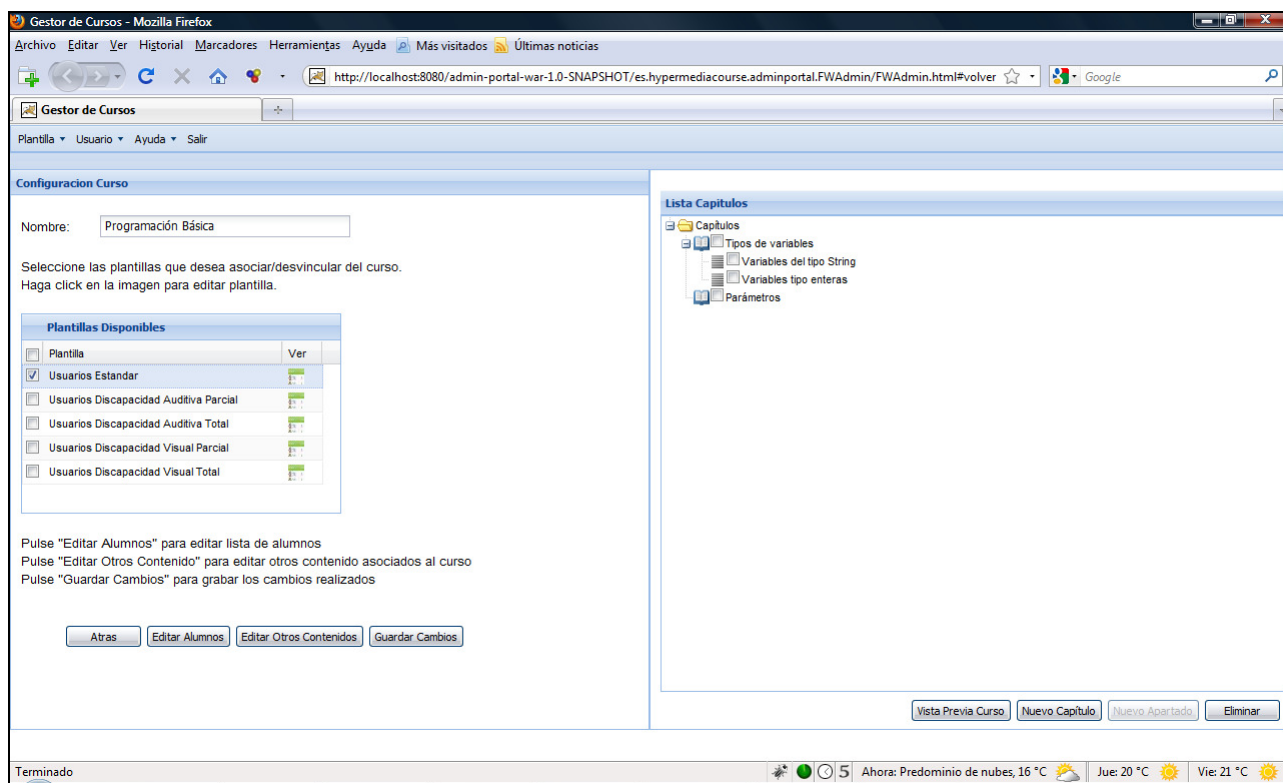 Gestor de Cursos - Mozilla Firefox
Archivo Editar Ver Historial Marcadores Herramientas Ayuda Más visitados Últimas noticias
http://localhost:8080/admin-portal-war-1.0-SNAPSHOT/es.hypermediacourse.adminportal.FWAdmin/FWAdmin.html#volver Google
Gestor de Cursos
Plantilla Usuario Ayuda Salir
Configuracion Curso
Nombre: Programación Básica
Seleccione las plantillas que desea asociar/desvincular del curso.
Haga click en la imagen para editar plantilla.
Plantillas Disponibles
Plantilla Ver
Usuarios Estandar
Usuarios Discapacidad Auditiva Parcial
Usuarios Discapacidad Auditiva Total
Usuarios Discapacidad Visual Parcial
Usuarios Discapacidad Visual Total
Pulse "Editar Alumnos" para editar lista de alumnos
Pulse "Editar Otros Contenido" para editar otros contenido asociados al curso
Pulse "Guardar Cambios" para grabar los cambios realizados
Atras Editar Alumnos Editar Otros Contenidos Guardar Cambios
Lista Capitulos
Capítulos
Tipos de variables
Variables del tipo String
Variables tipo enteras
Parámetros
Vista Previa Curso Nuevo Capítulo Nuevo Apartado Eliminar
Terminado 5 Ahora: Predominio de nubes, 16 °C Jue: 20 °C Vie: 21 °C